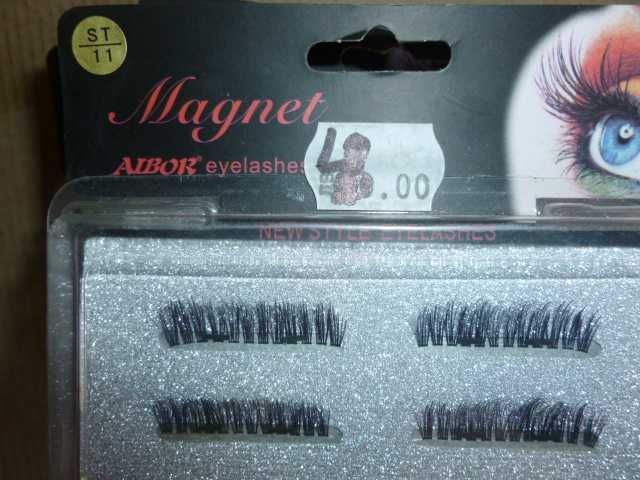 ST
11
Magnet
AIBOR® eyelashes
.00
NEW STYLE EYELASHES